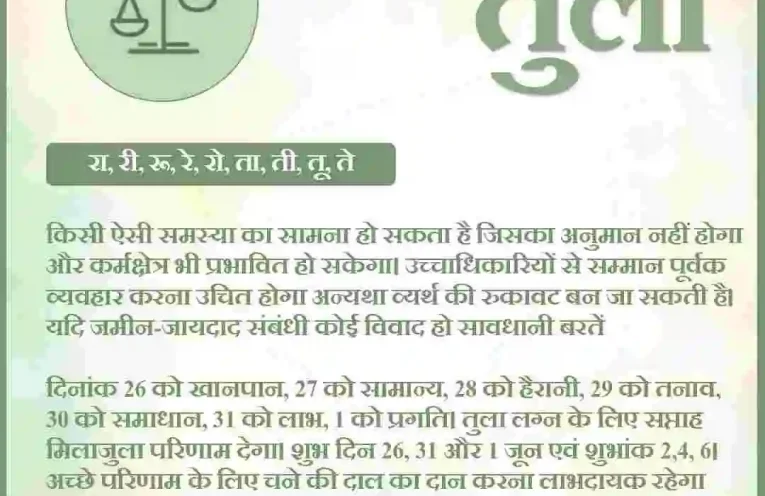 तुला
रा, री, रू, रे, रो, ता, ती, तू, ते
किसी ऐसी समस्या का सामना हो सकता है जिसका अनुमान नहीं होगा
और कर्मक्षेत्र भी प्रभावित हो सकेगा। उच्चाधिकारियों से सम्मान पूर्वक
व्यवहार करना उचित होगा अन्यथा व्यर्थ की रुकावट बन जा सकती है।
यदि जमीन-जायदाद संबंधी कोई विवाद हो सावधानी बरतें
दिनांक 26 को खानपान, 27 को सामान्य, 28 को हैरानी, 29 को तनाव,
30 को समाधान, 31 को लाभ, 1 को प्रगति। तुला लग्न के लिए सप्ताह
मिलाजुला परिणाम देगा। शुभ दिन 26, 31 और 1 जून एवं शुभांक 2,4, 6।
अच्छे परिणाम के लिए चने की दाल का दान करना लाभदायक रहेगा